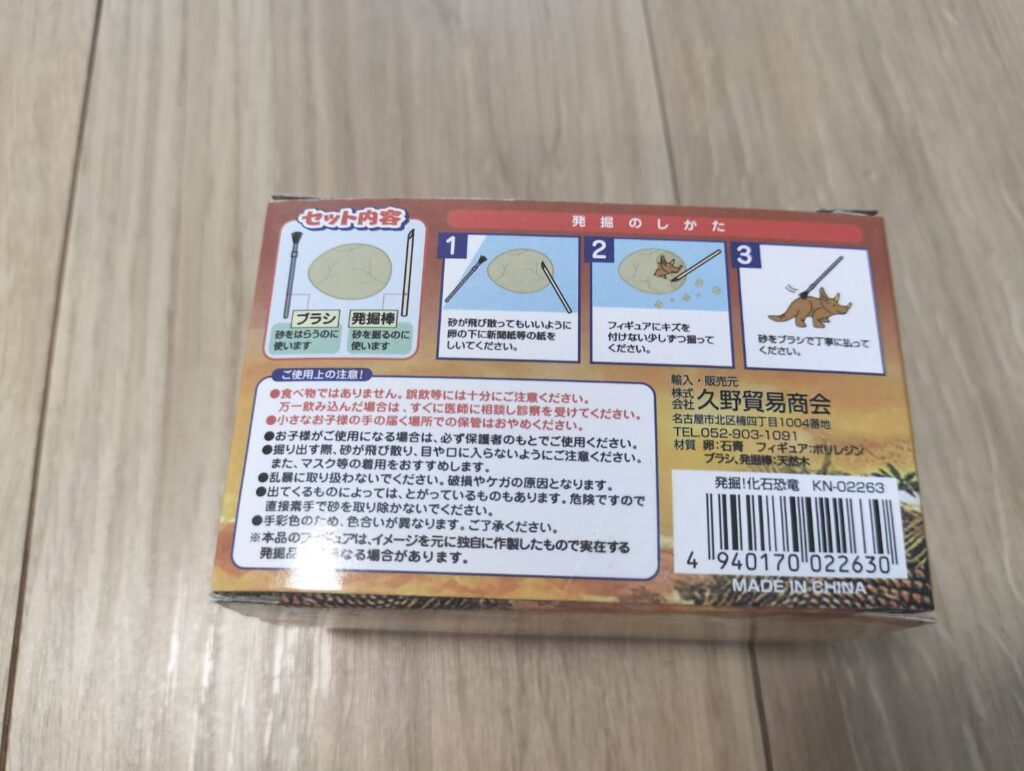 セット内容
ブラシ
砂をはらうのに
使います
発掘棒
砂を掘るのに
使います
発掘のしかた
1
砂が飛び散ってもいいように
卵の下に新聞紙等の紙を
しいてください。
2
フィギュアにキズを
付けない少しずつ掘って
ください。
3
砂をブラシで丁寧に払って
ください。
ご使用上の注意!
●食べ物ではありません。誤飲等には十分にご注意ください。
万一飲み込んだ場合は、すぐに医師に相談し診察を受けてください。
●小さなお子様の手の届く場所での保管はおやめください。
●お子様がご使用になる場合は、必ず保護者のもとでご使用ください。
●掘り出す際、砂が飛び散り、目や口に入らないようにご注意ください。
また、マスク等の着用をおすすめします。
●乱暴に取り扱わないでください。破損やケガの原因となります。
●出てくるものによっては、とがっているものもあります。危険ですので
直接素手で砂を取り除かないでください。
●手彩色のため、色合いが異なります。ご了承ください。
※本品のフィギュアは、イメージを元に独自に作製したもので実在する
発掘品 なる場合があります。
輸入・販売元
株式会社 久野貿易商会
名古屋市北区楠四丁目1004番地
TEL.052-903-1091
材質 卵:石膏 フィギュア:ポリレジン
ブラシ、発掘棒:天然木
発掘!化石恐竜 KN-02263
4 940170 022630
MADE IN CHINA